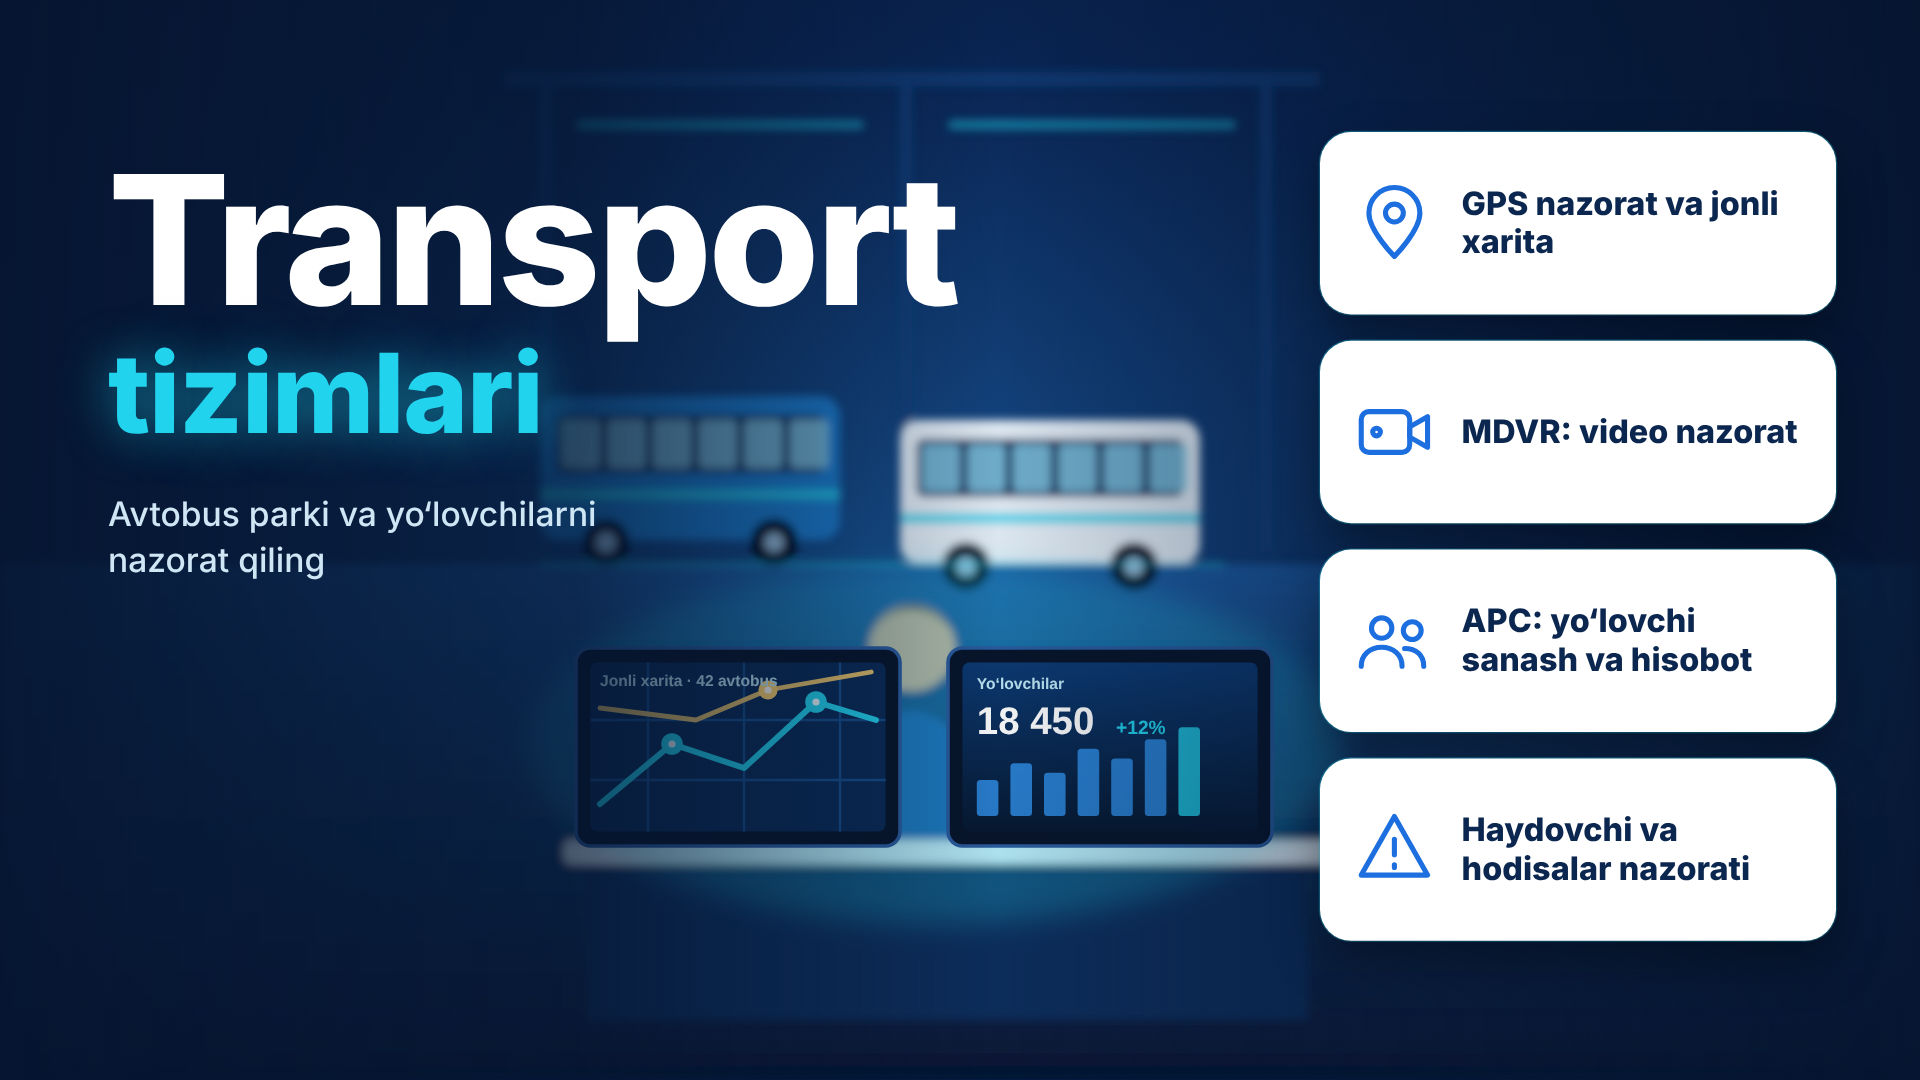 Transport
tizimlari
Avtobus parki va yo‘lovchilarni
nazorat qiling
Jonli xarita · 42 avtobus
Yo‘lovchilar
18 450 +12%
GPS nazorat va jonli
xarita
MDVR: video nazorat
APC: yo‘lovchi
sanash va hisobot
Haydovchi va
hodisalar nazorati